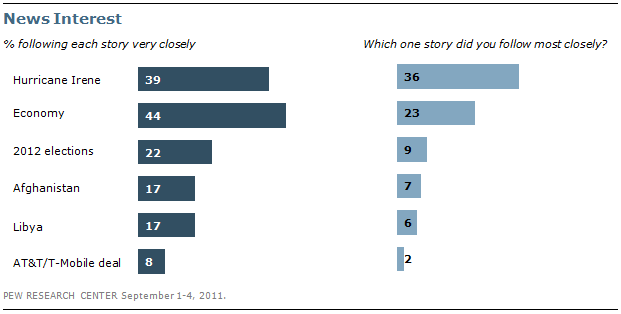 News Interest
% following each story very closely Which one story did you follow most closely?
Hurricane Irene 39 36
Economy 44 23
2012 elections 22 9
Afghanistan 17 7
Libya 17 6
AT&T/T-Mobile deal 8 2
PEW RESEARCH CENTER September 1-4, 2011.